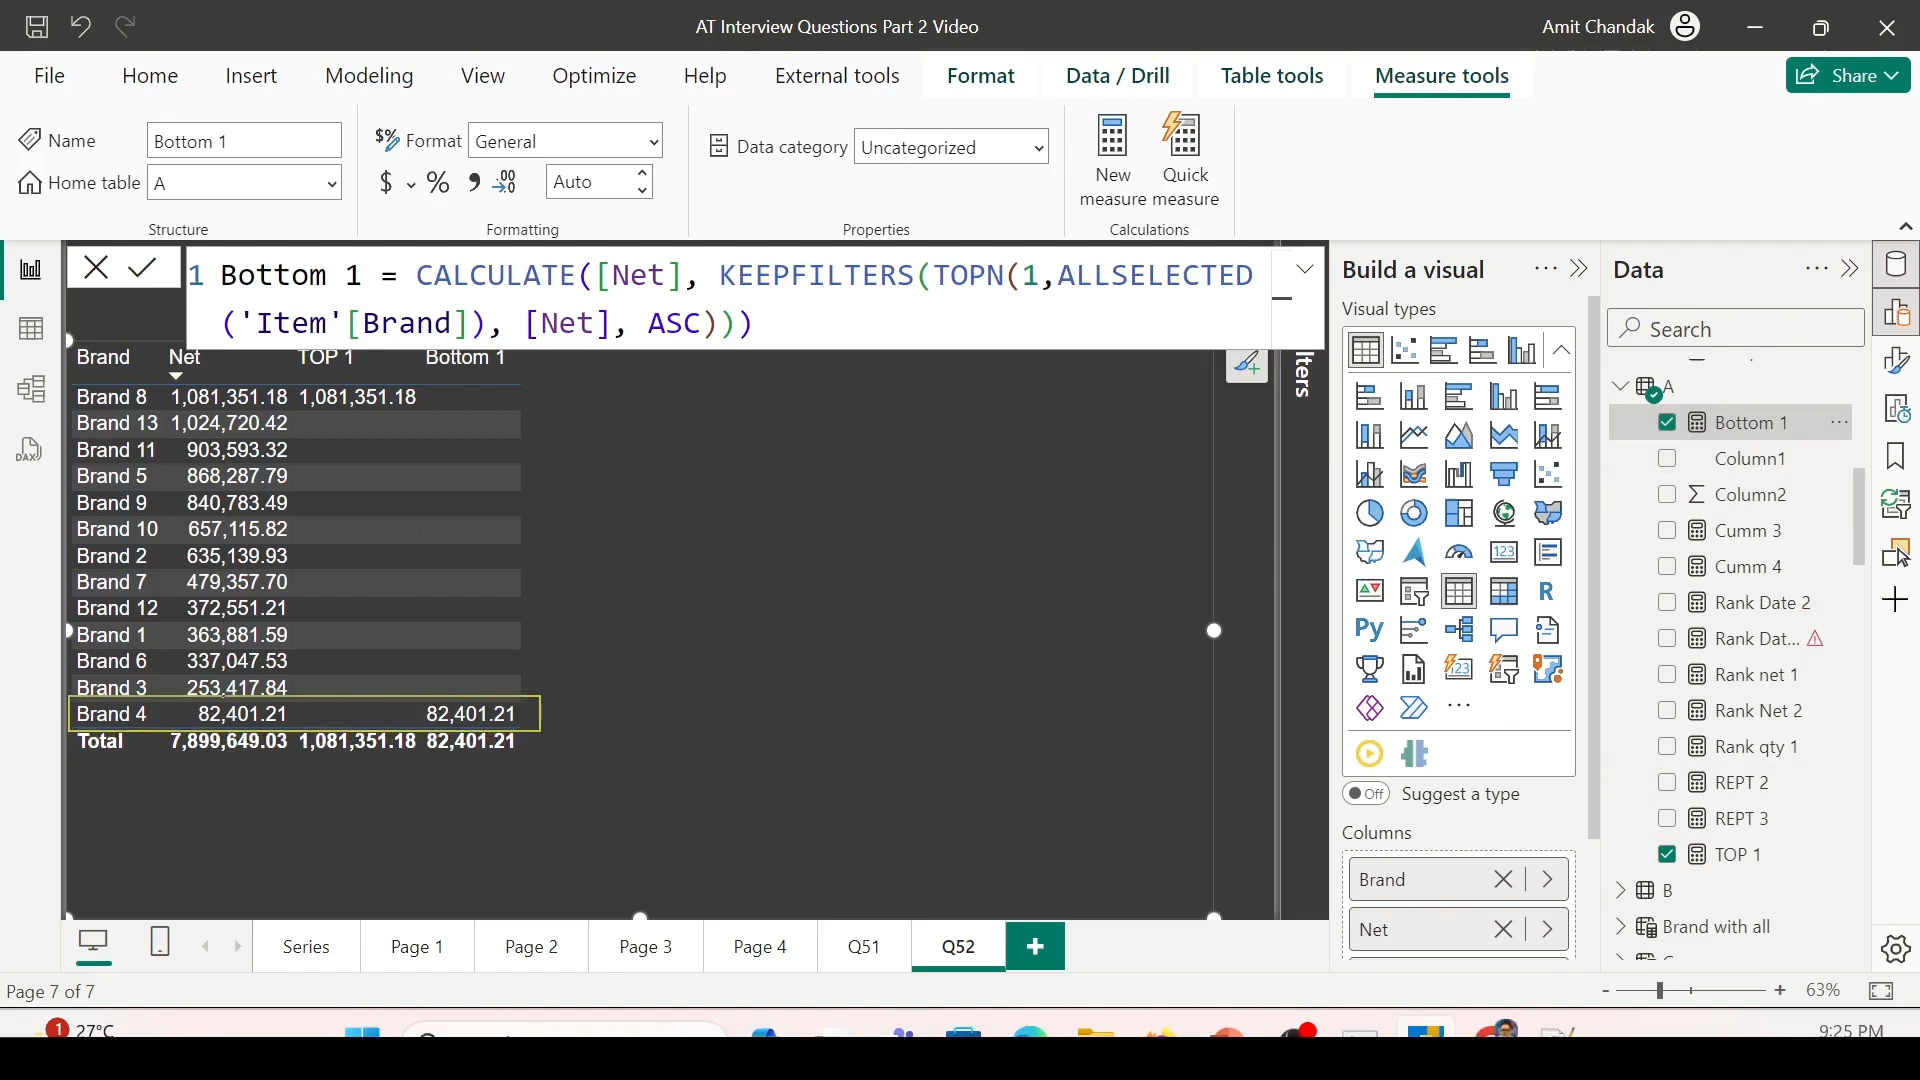 AT Interview Questions Part 2 Video
Amit Chandak
File Home Insert Modeling View Optimize Help External tools Format Data / Drill Table tools Measure tools Share
Name Bottom 1
Home table A
Structure
$% Format General
$ % Auto
Formatting
Data category Uncategorized
Properties
New measure
Quick measure
Calculations
1 Bottom 1 = CALCULATE([Net], KEEPFILTERS(TOPN(1,ALLSELECTED
('Item'[Brand]), [Net], ASC)))
Brand Net TOP 1 Bottom 1
Brand 8 1,081,351.18 1,081,351.18
Brand 13 1,024,720.42
Brand 11 903,593.32
Brand 5 868,287.79
Brand 9 840,783.49
Brand 10 657,115.82
Brand 2 635,139.93
Brand 7 479,357.70
Brand 12 372,551.21
Brand 1 363,881.59
Brand 6 337,047.53
Brand 3 253,417.84
Brand 4 82,401.21 82,401.21
Total 7,899,649.03 1,081,351.18 82,401.21
DAX
lters
Build a visual
Visual types
123
R
Py
123
Off Suggest a type
Columns
Brand
Net
Data
Search
A
Bottom 1
Column1
Column2
Cumm 3
Cumm 4
Rank Date 2
Rank Dat...
Rank net 1
Rank Net 2
Rank qty 1
REPT 2
REPT 3
TOP 1
B
Brand with all
Series Page 1 Page 2 Page 3 Page 4 Q51 Q52
Page 7 of 7
63%
1 27°C
9:25 PM